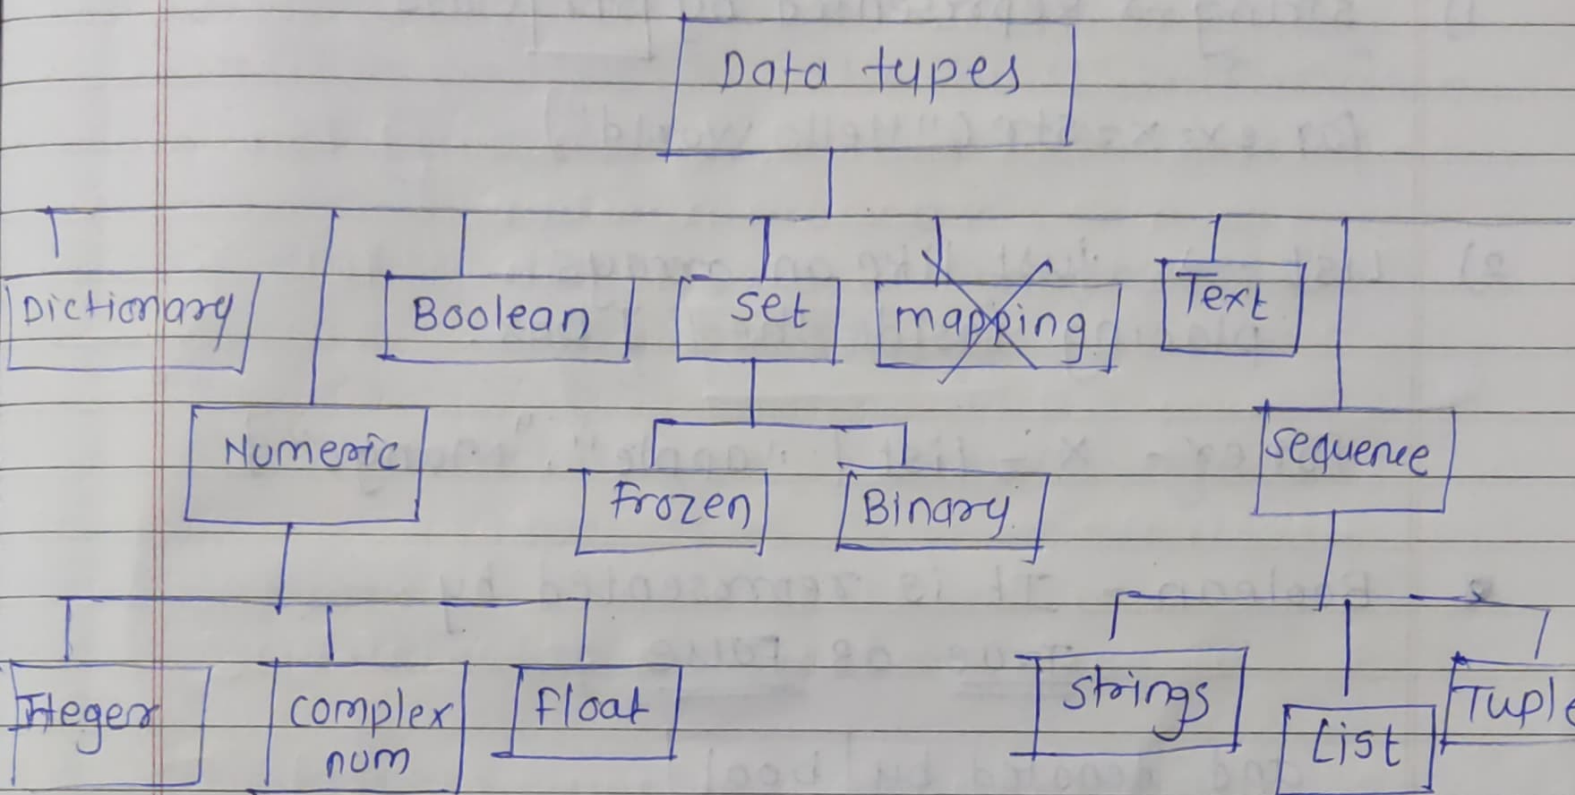 Data types
Dictionary
Boolean
set
mapping
Text
Numeric
Frozen
Binary
sequence
Integer
complex
num
Float
strings
List
Tuple